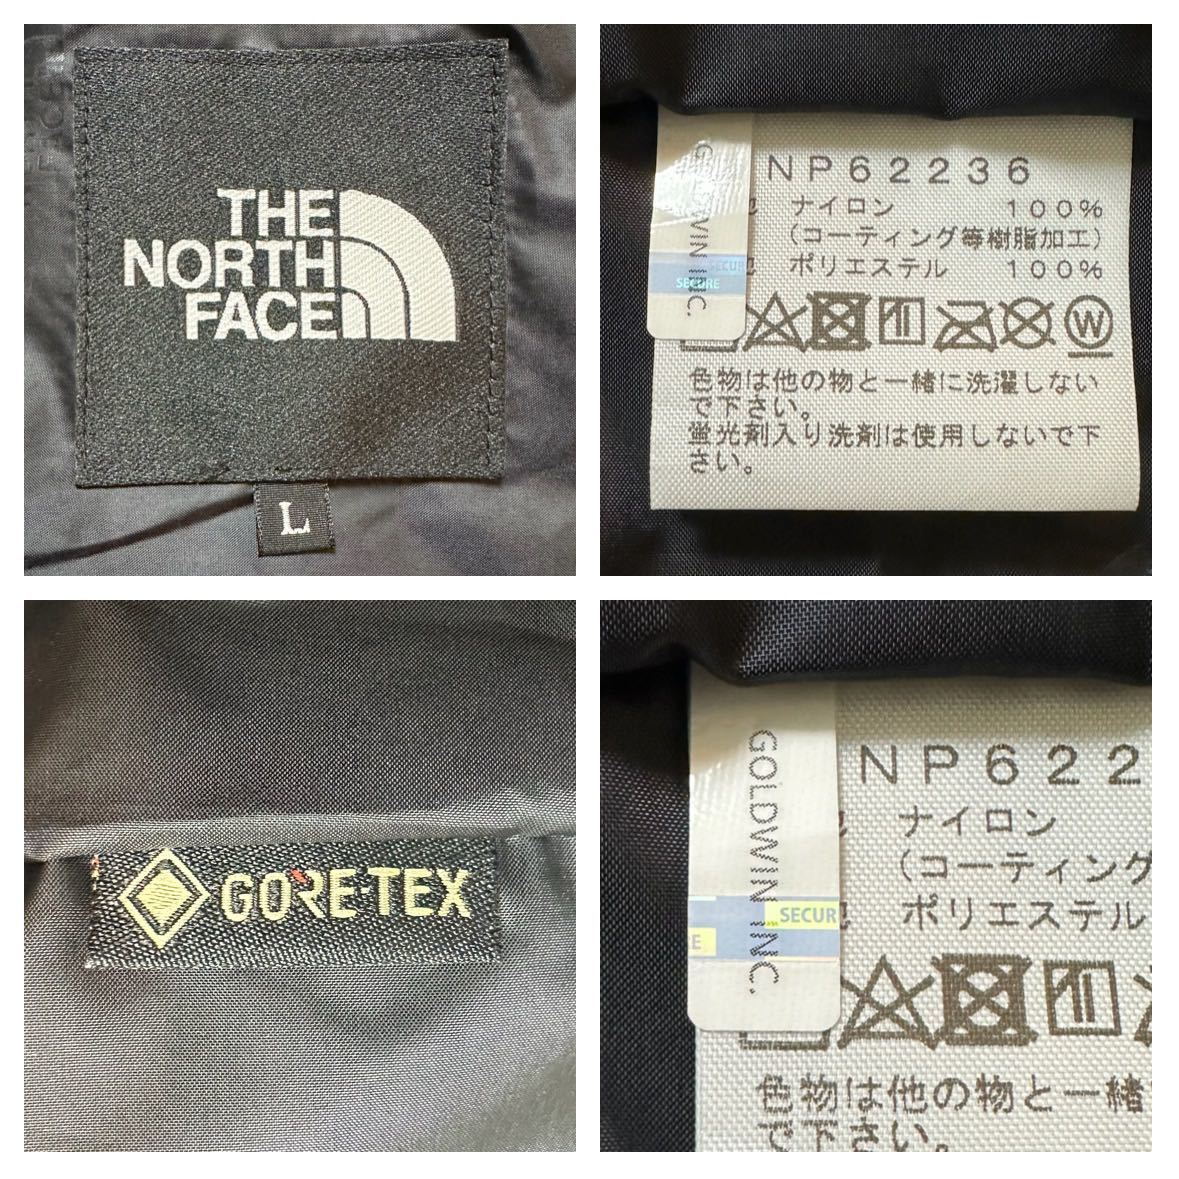 THE
NORTH
FACE
L
GOLDWIN INC.
SECURE
NP62236
ナイロン 100%
(コーティング等樹脂加工)
ポリエステル 100%
W
色物は他の物と一緒に洗濯しない
で下さい。
蛍光剤入り洗剤は使用しないで下
さい。
GORE-TEX
GOLDWIN INC.
SECUR
E
NP622
ナイロン
(コーティング
ポリエステル
色物は他の物と一緒
で下さい。